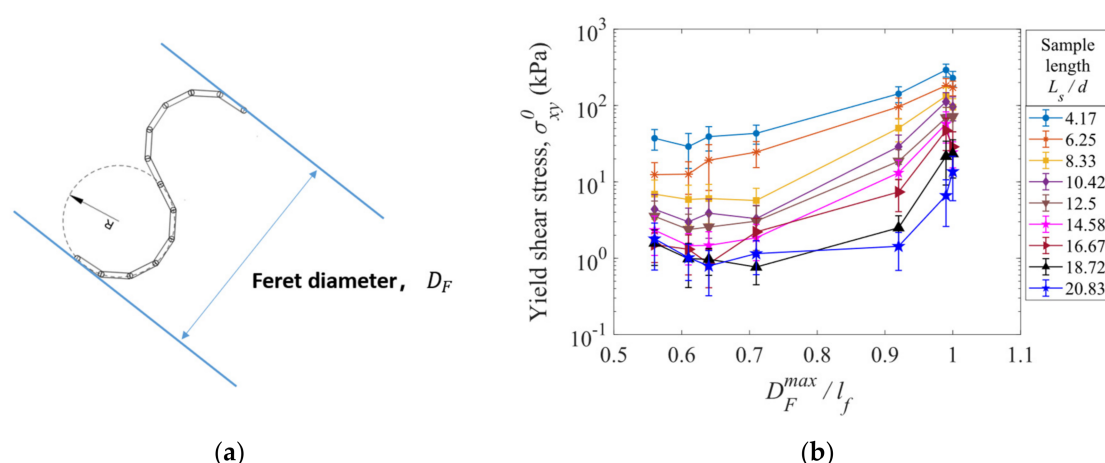 R
Feret diameter, D_F
(a)
Yield shear stress, σ^0_xy (kPa)
10^3
10^2
10^1
10^0
10^-1
0.5 0.6 0.7 0.8 0.9 1 1.1
D_F^max / l_f
Sample
length
L_s/d
4.17
6.25
8.33
10.42
12.5
14.58
16.67
18.72
20.83
b)
(b)